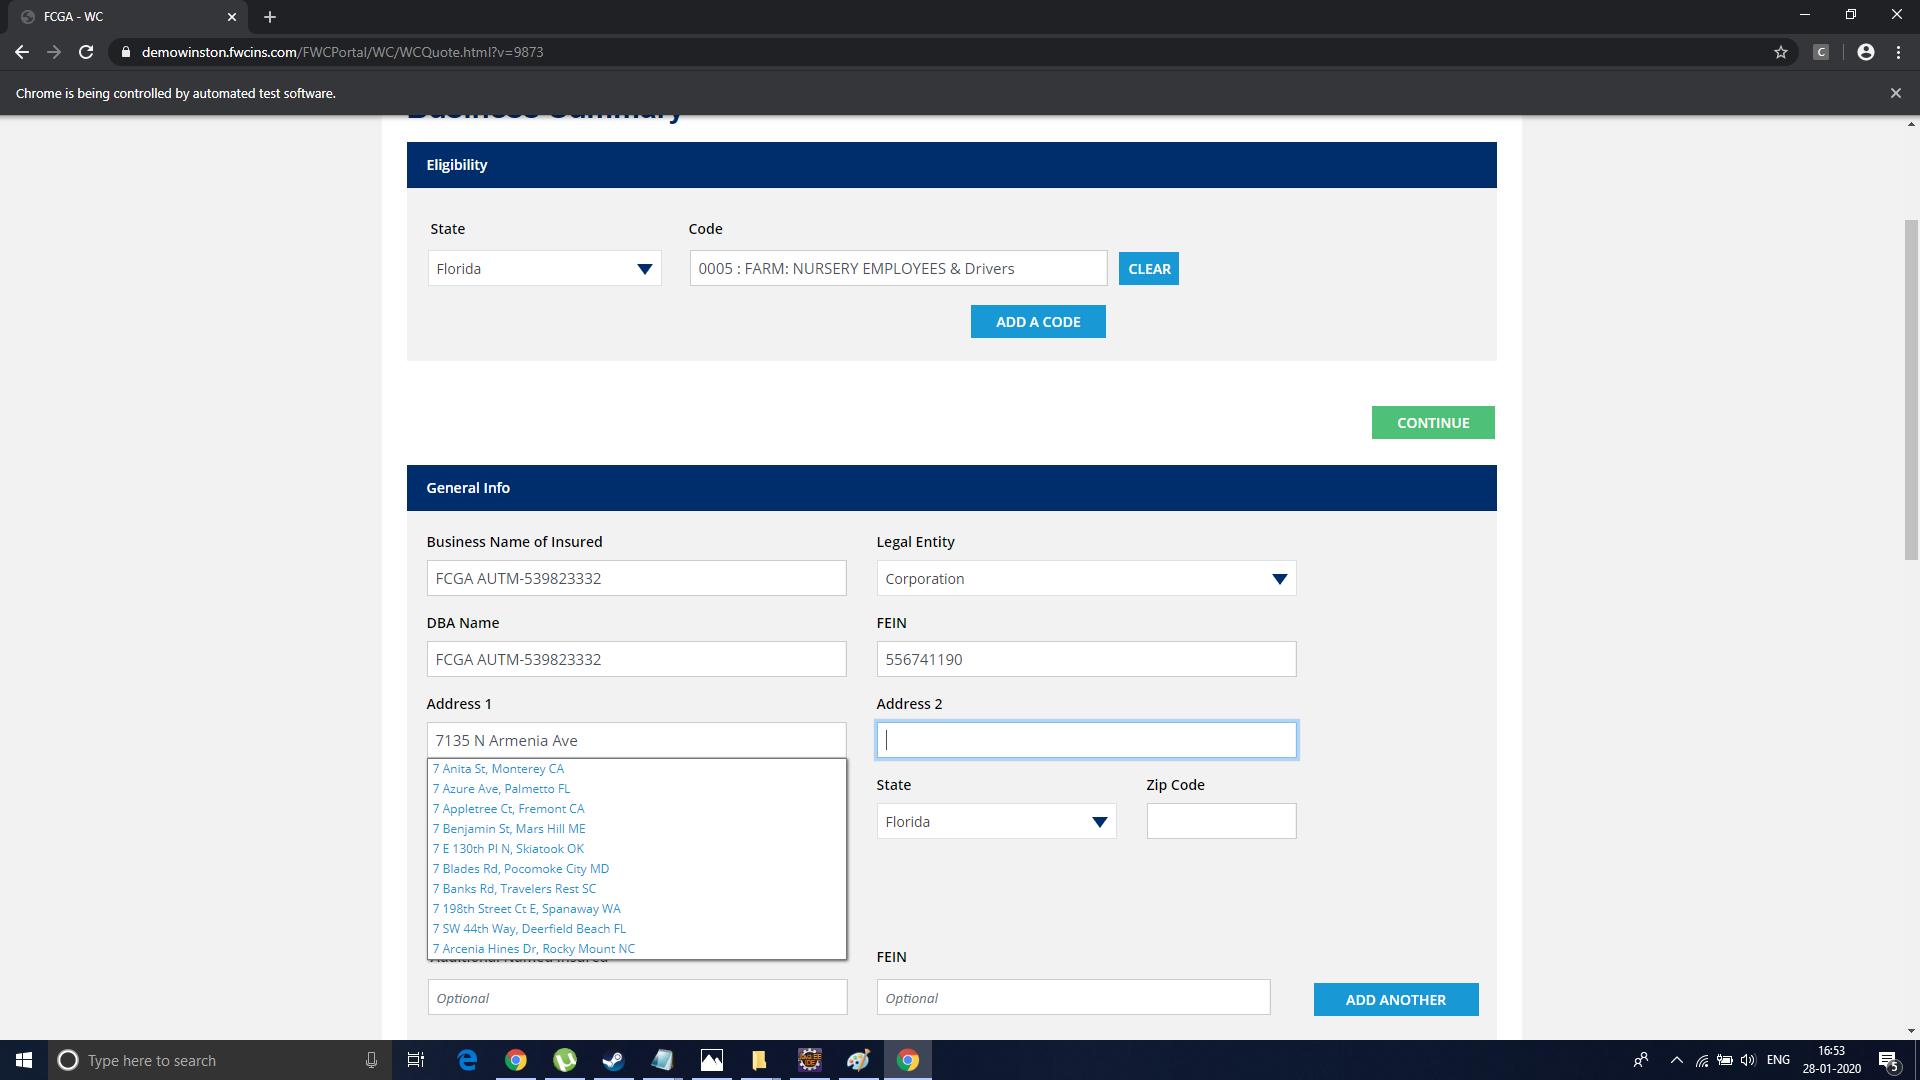 FCGA - WC
demowinston.fwcins.com/FWCPortal/WC/WCQuote.html?v=9873
C
Chrome is being controlled by automated test software.
Business Summary
Eligibility
State
Code
Florida
0005 : FARM: NURSERY EMPLOYEES & Drivers
CLEAR
ADD A CODE
CONTINUE
General Info
Business Name of Insured
Legal Entity
FCGA AUTM-539823332
Corporation
DBA Name
FEIN
FCGA AUTM-539823332
556741190
Address 1
Address 2
7135 N Armenia Ave
7 Anita St, Monterey CA
7 Azure Ave, Palmetto FL
7 Appletree Ct, Fremont CA
7 Benjamin St, Mars Hill ME
7 E 130th Pl N, Skiatook OK
7 Blades Rd, Pocomoke City MD
7 Banks Rd, Travelers Rest SC
7 198th Street Ct E, Spanaway WA
7 SW 44th Way, Deerfield Beach FL
7 Arcenia Hines Dr, Rocky Mount NC
State
Zip Code
Florida
Additional Named Insured
FEIN
Optional
Optional
ADD ANOTHER
Type here to search
ENG
16:53
28-01-2020
5